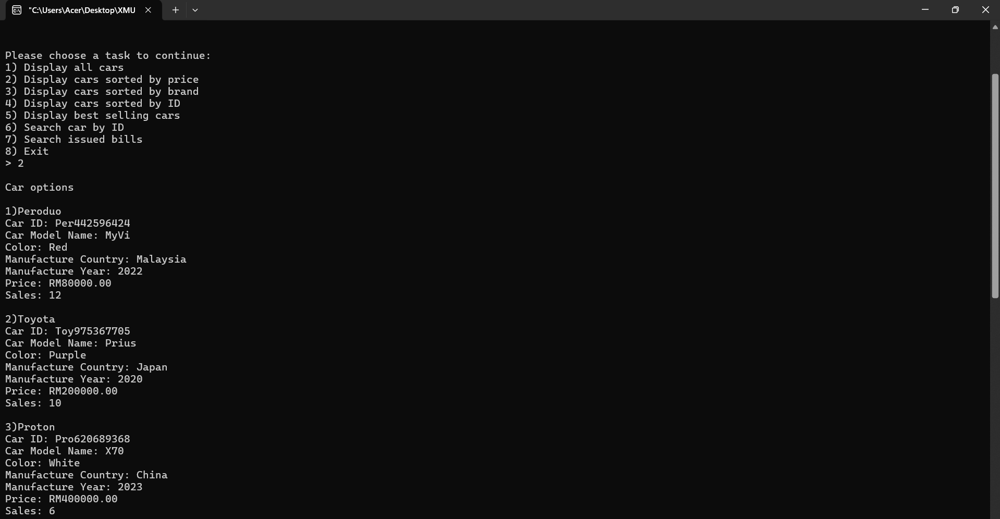 "C:\Users\Acer\Desktop\XMU
Please choose a task to continue:
1) Display all cars
2) Display cars sorted by price
3) Display cars sorted by brand
4) Display cars sorted by ID
5) Display best selling cars
6) Search car by ID
7) Search issued bills
8) Exit
> 2
Car options
1)Peroduo
Car ID: Per442596424
Car Model Name: MyVi
Color: Red
Manufacture Country: Malaysia
Manufacture Year: 2022
Price: RM80000.00
Sales: 12
2)Toyota
Car ID: Toy975367705
Car Model Name: Prius
Color: Purple
Manufacture Country: Japan
Manufacture Year: 2020
Price: RM200000.00
Sales: 10
3)Proton
Car ID: Pro620689368
Car Model Name: X70
Color: White
Manufacture Country: China
Manufacture Year: 2023
Price: RM400000.00
Sales: 6